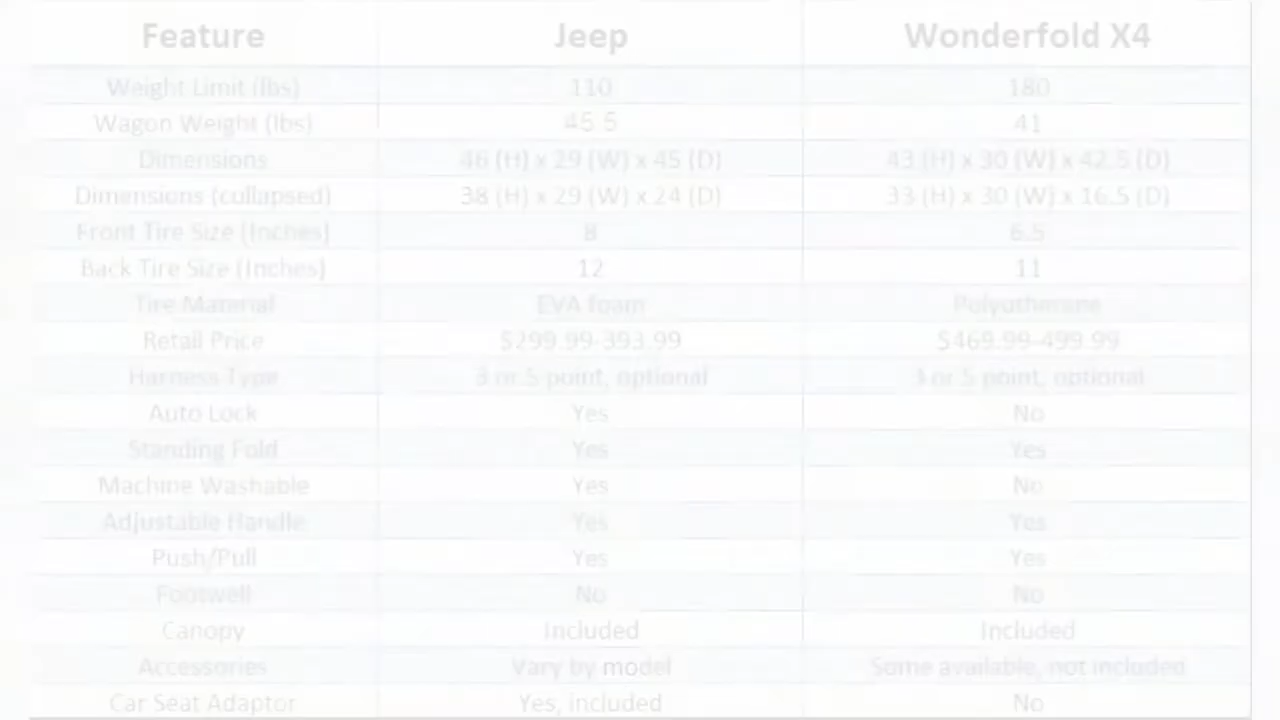 Feature Jeep Wonderfold X4
Weight Limit (lbs) 110 180
Wagon Weight (lbs) 45.5 41
Dimensions 46 (H) x 29 (W) x 45 (D) 43 (H) x 30 (W) x 42.5 (D)
Dimensions (collapsed) 38 (H) x 29 (W) x 24 (D) 33 (H) x 30 (W) x 16.5 (D)
Front Tire Size (Inches) 8 6.5
Back Tire Size (Inches) 12 11
Tire Material EVA foam
Retail Price $299.99-393.99 $469.99-499.99
Harness Type 3 or 5 point, optional 3 or 5 point, optional
Auto Lock Yes No
Standing Fold Yes Yes
Machine Washable Yes No
Adjustable Handle Yes Yes
Push/Pull Yes Yes
Footwell No No
Canopy Included Included
Accessories Vary by model Some available, not included
Car Seat Adaptor Yes, included No